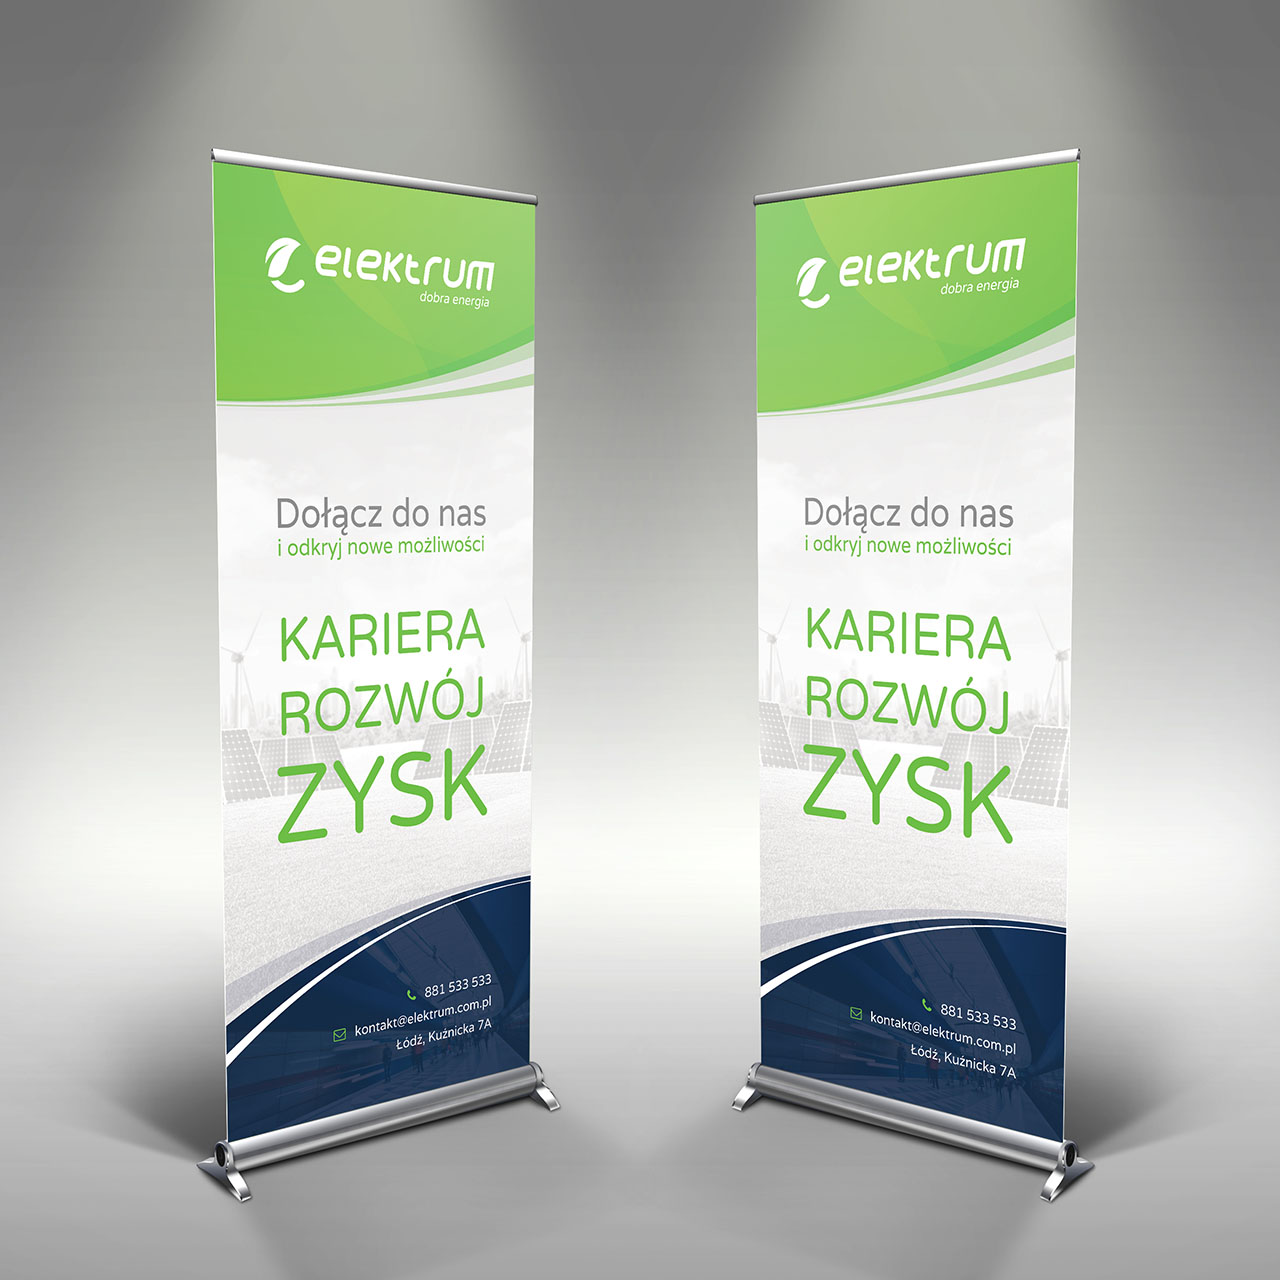 elektrum
dobra energia
Dołącz do nas
i odkryj nowe możliwości
KARIERA
ROZWÓJ
ZYSK
881 533 533
kontakt@elektrum.com.pl
Łódź, Kuźnicka 7A
elektrum
dobra energia
Dołącz do nas
i odkryj nowe możliwości
KARIERA
ROZWÓJ
ZYSK
881 533 533
kontakt@elektrum.com.pl
Łódź, Kuźnicka 7A